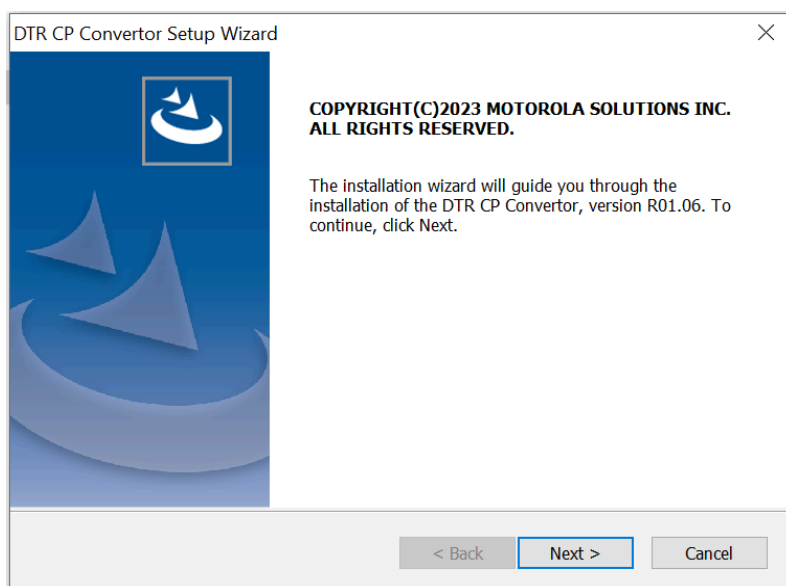 DTR CP Convertor Setup Wizard
COPYRIGHT(C)2023 MOTOROLA SOLUTIONS INC.
ALL RIGHTS RESERVED.
The installation wizard will guide you through the
installation of the DTR CP Convertor, version R01.06. To
continue, click Next.
< Back
Next >
Cancel